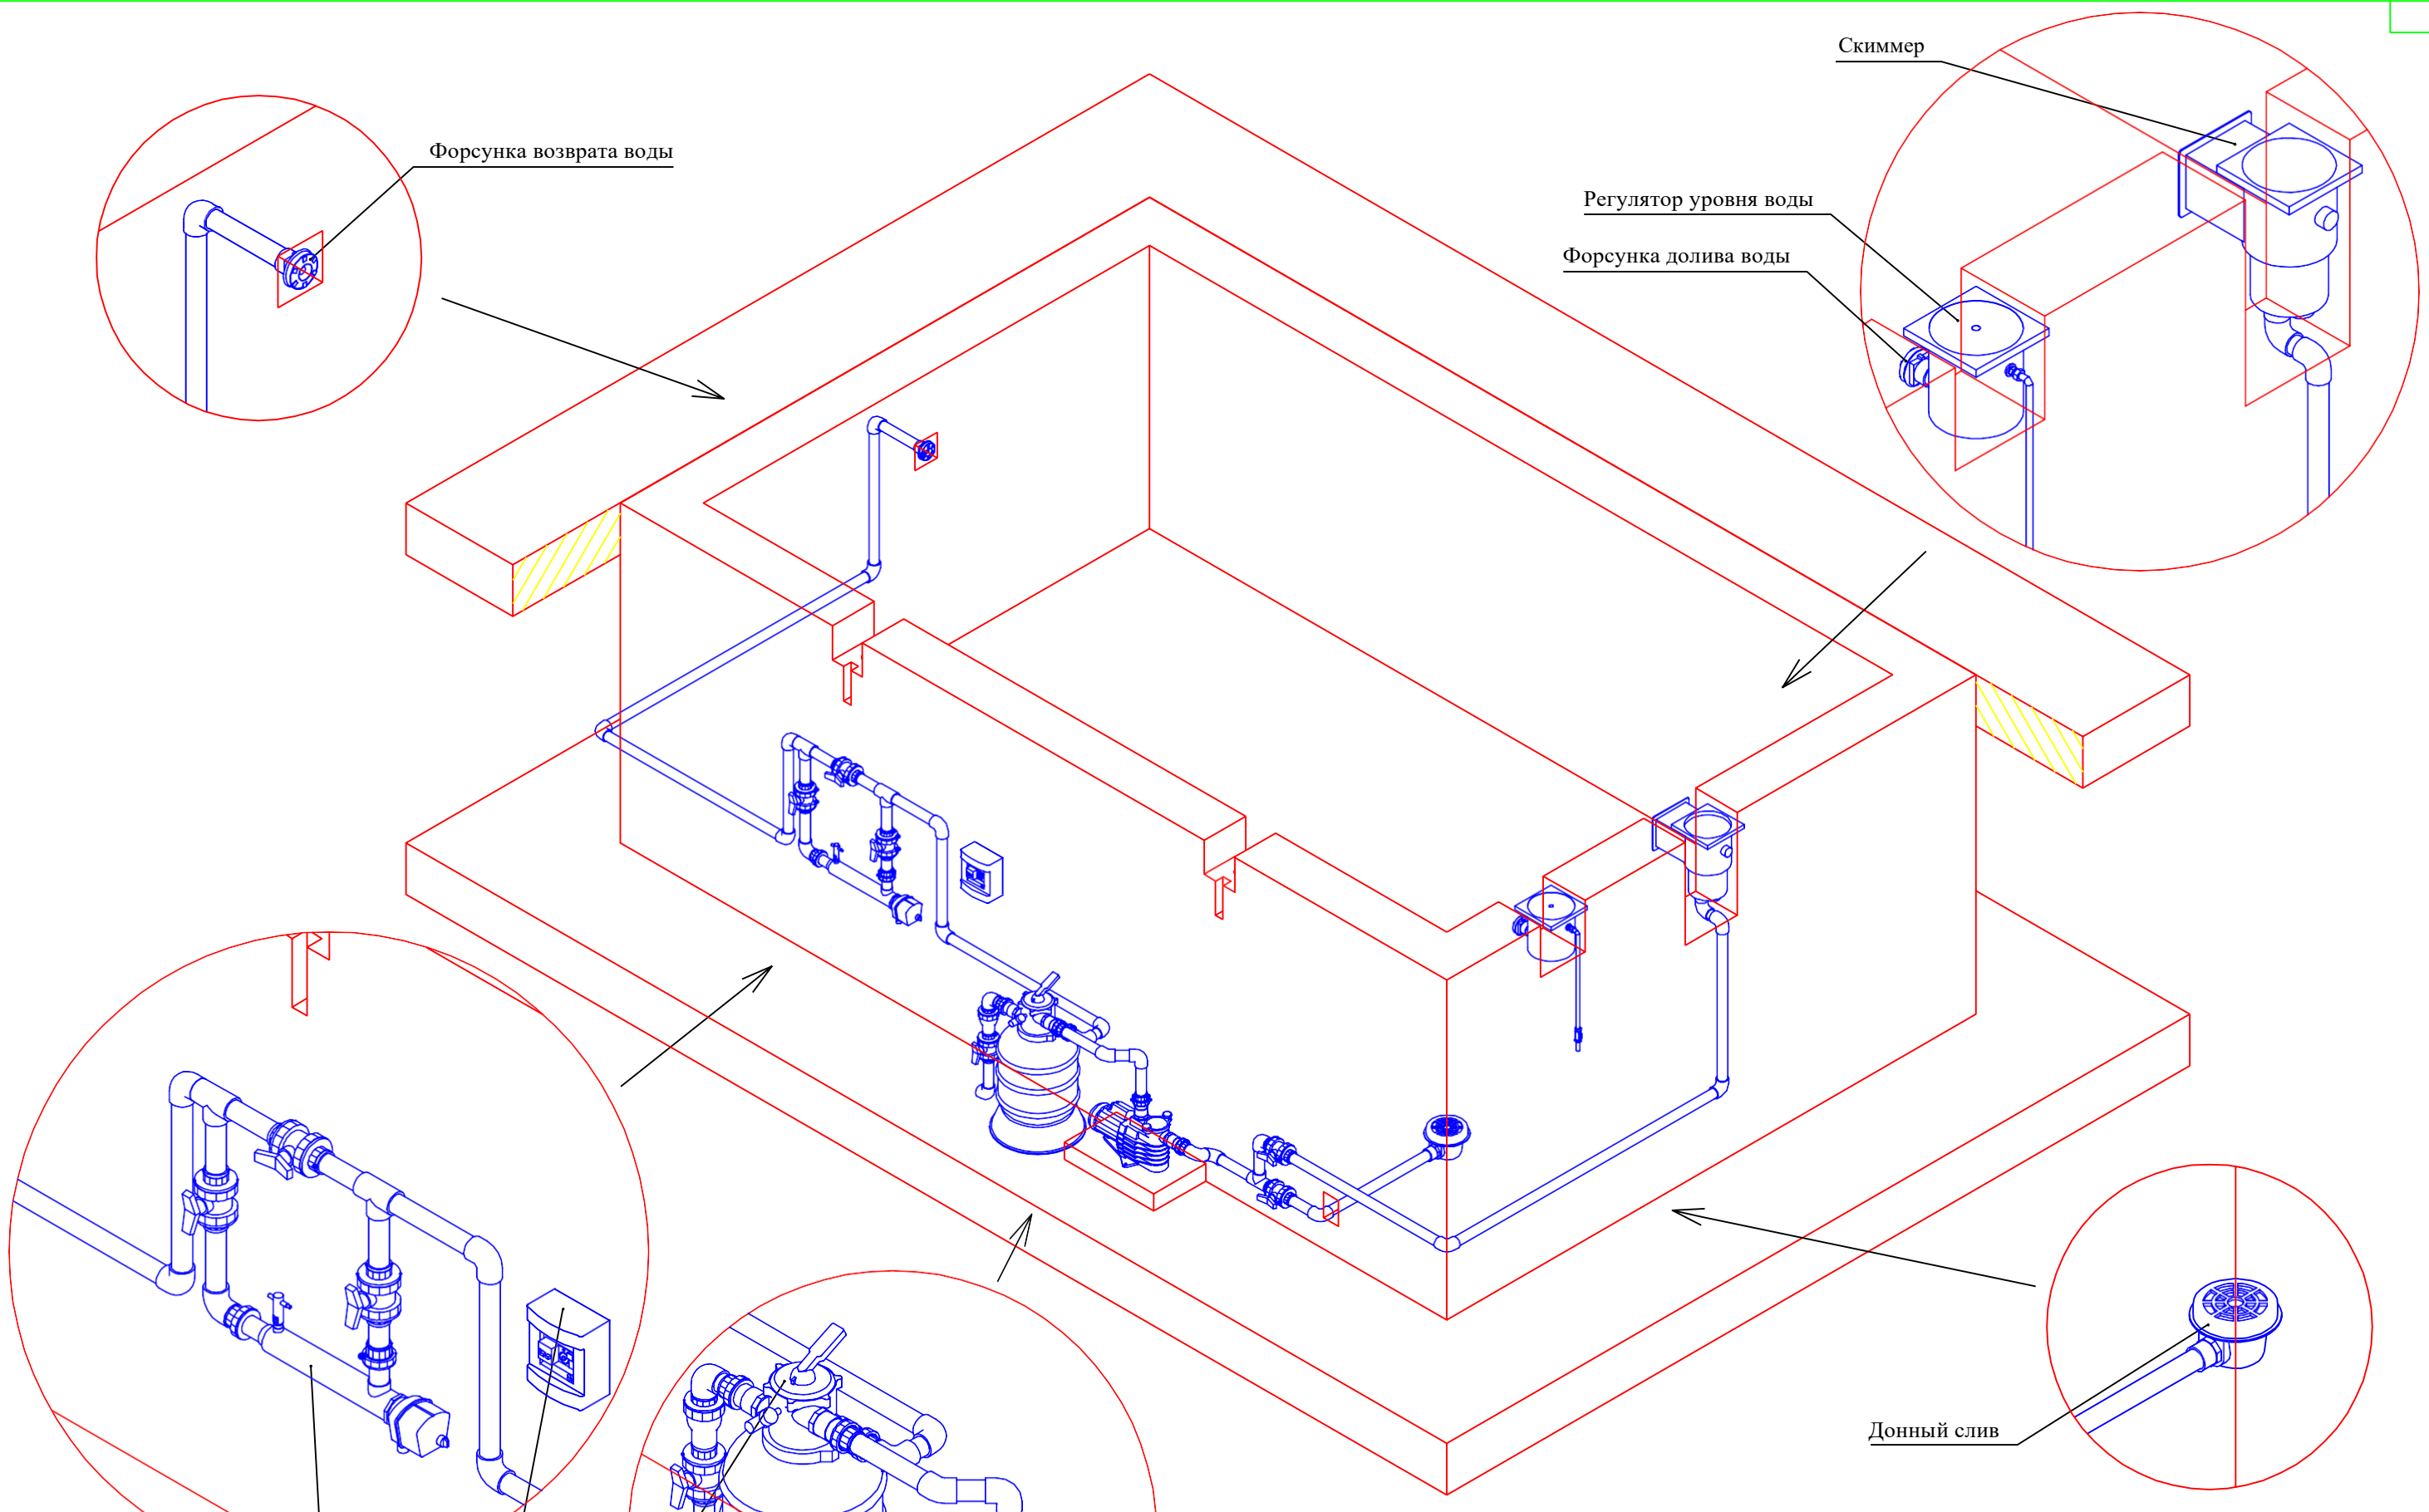 Скиммер
Форсунка возврата воды
Регулятор уровня воды
Форсунка долива воды
Донный слив